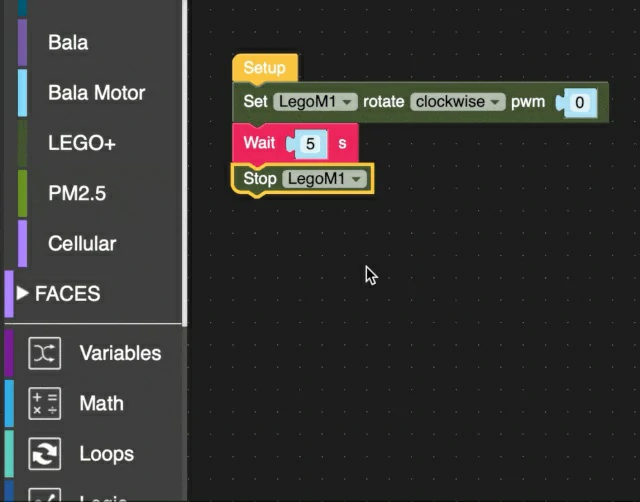 Bala
Bala Motor
LEGO+
PM2.5
Cellular
FACES
Variables
Math
Loops
Logic
Setup
Set LegoM1 rotate clockwise pwm 0
Wait 5 s
Stop LegoM1